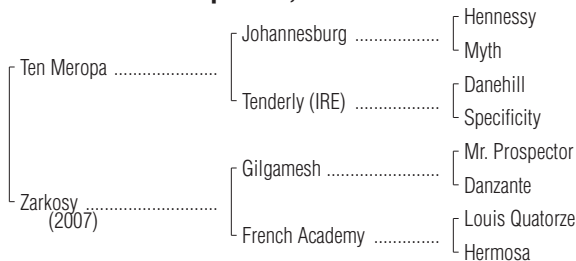 Hennessy
Johannesburg ....................
Myth
Ten Meropa ........................
Danehill
Tenderly (IRE) ....................
Specificity
Mr. Prospector
Gilgamesh ...........................
Danzante
Zarkosy ..............................
(2007)
Louis Quatorze
French Academy ................
Hermosa